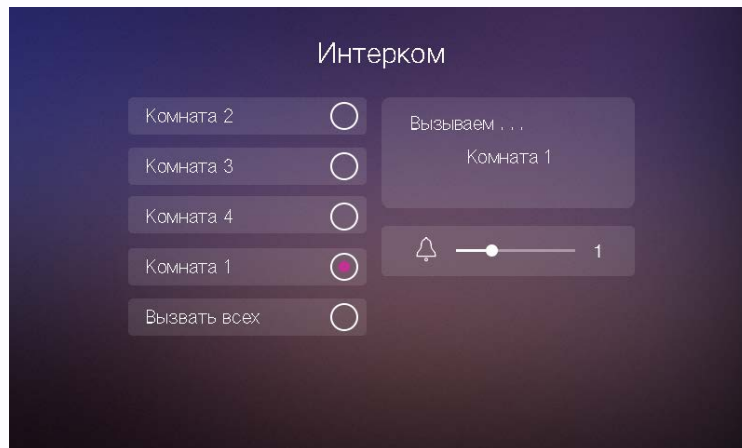 Интерком
Комната 2
Комната 3
Комната 4
Комната 1
Вызвать всех
Вызываем . . .
Комната 1
1